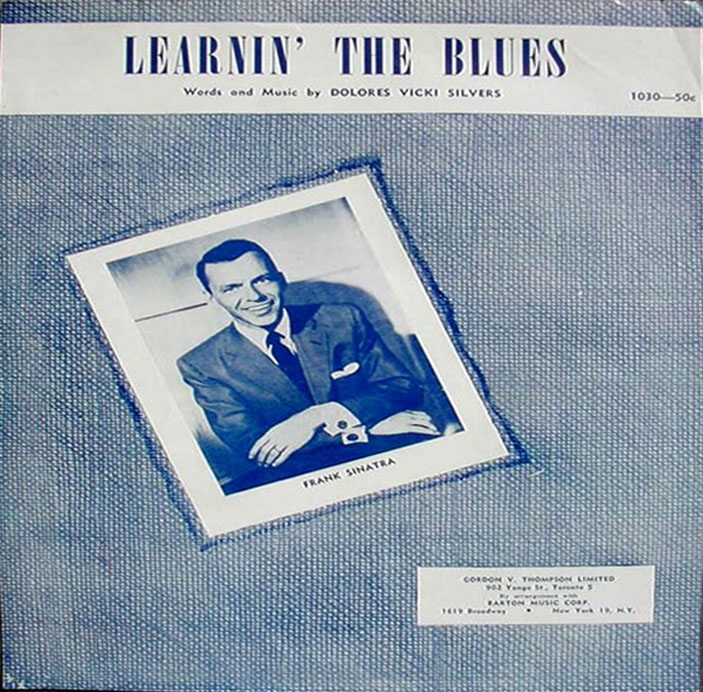 LEARNIN' THE BLUES
Words and Music by DOLORES VICKI SILVERS
1030—50c
FRANK SINATRA
GORDON V. THOMPSON LIMITED
902 Yonge St., Toronto 5
By arrangement with
BARTON MUSIC CORP.
1619 Broadway • New York 19, N.Y.